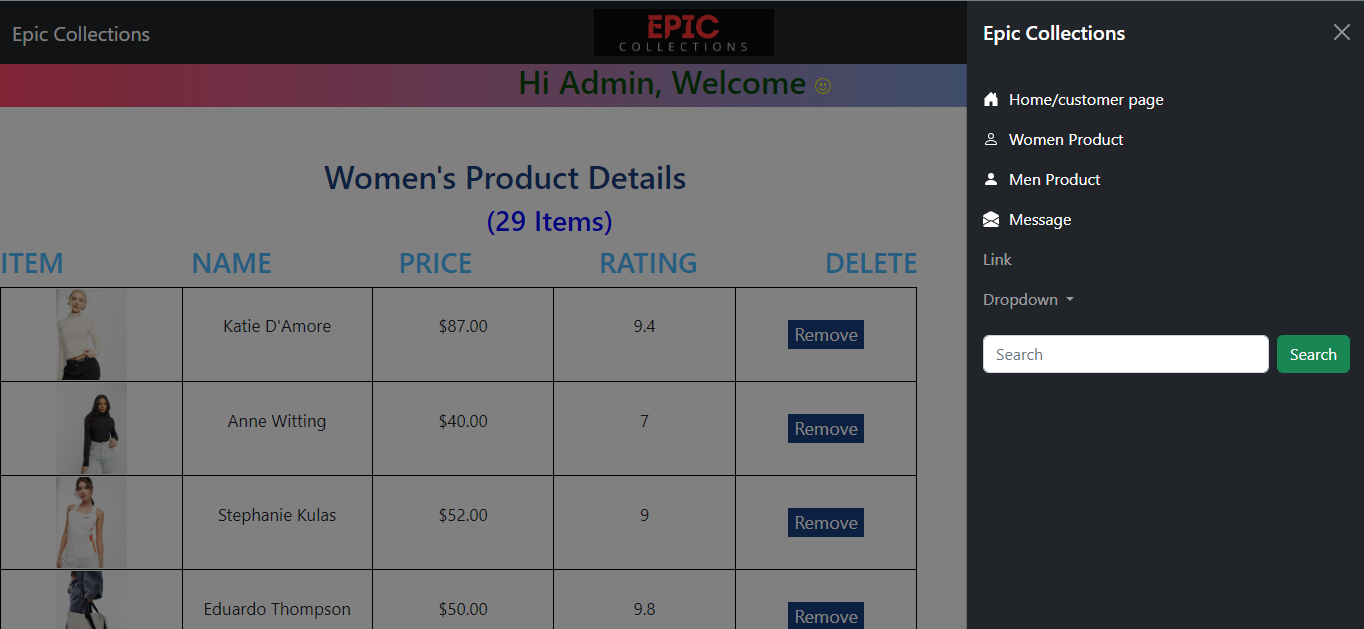 Epic Collections
EPIC
COLLECTIONS
Hi Admin, Welcome
Women's Product Details
(29 Items)
ITEM NAME PRICE RATING DELETE
Katie D'Amore $87.00 9.4 Remove
Anne Witting $40.00 7 Remove
Stephanie Kulas $52.00 9 Remove
Eduardo Thompson $50.00 9.8 Remove
Epic Collections
Home/customer page
Women Product
Men Product
Message
Link
Dropdown
Search Search